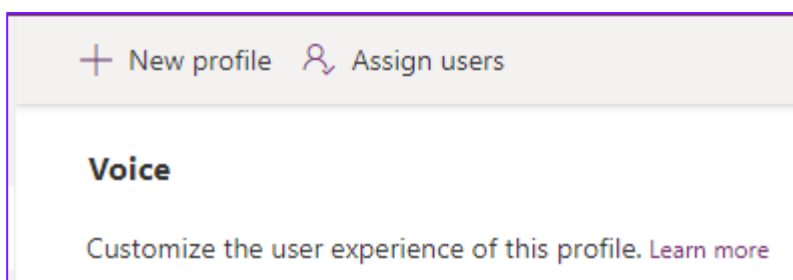 New profile Assign users
Voice
Customize the user experience of this profile. Learn more